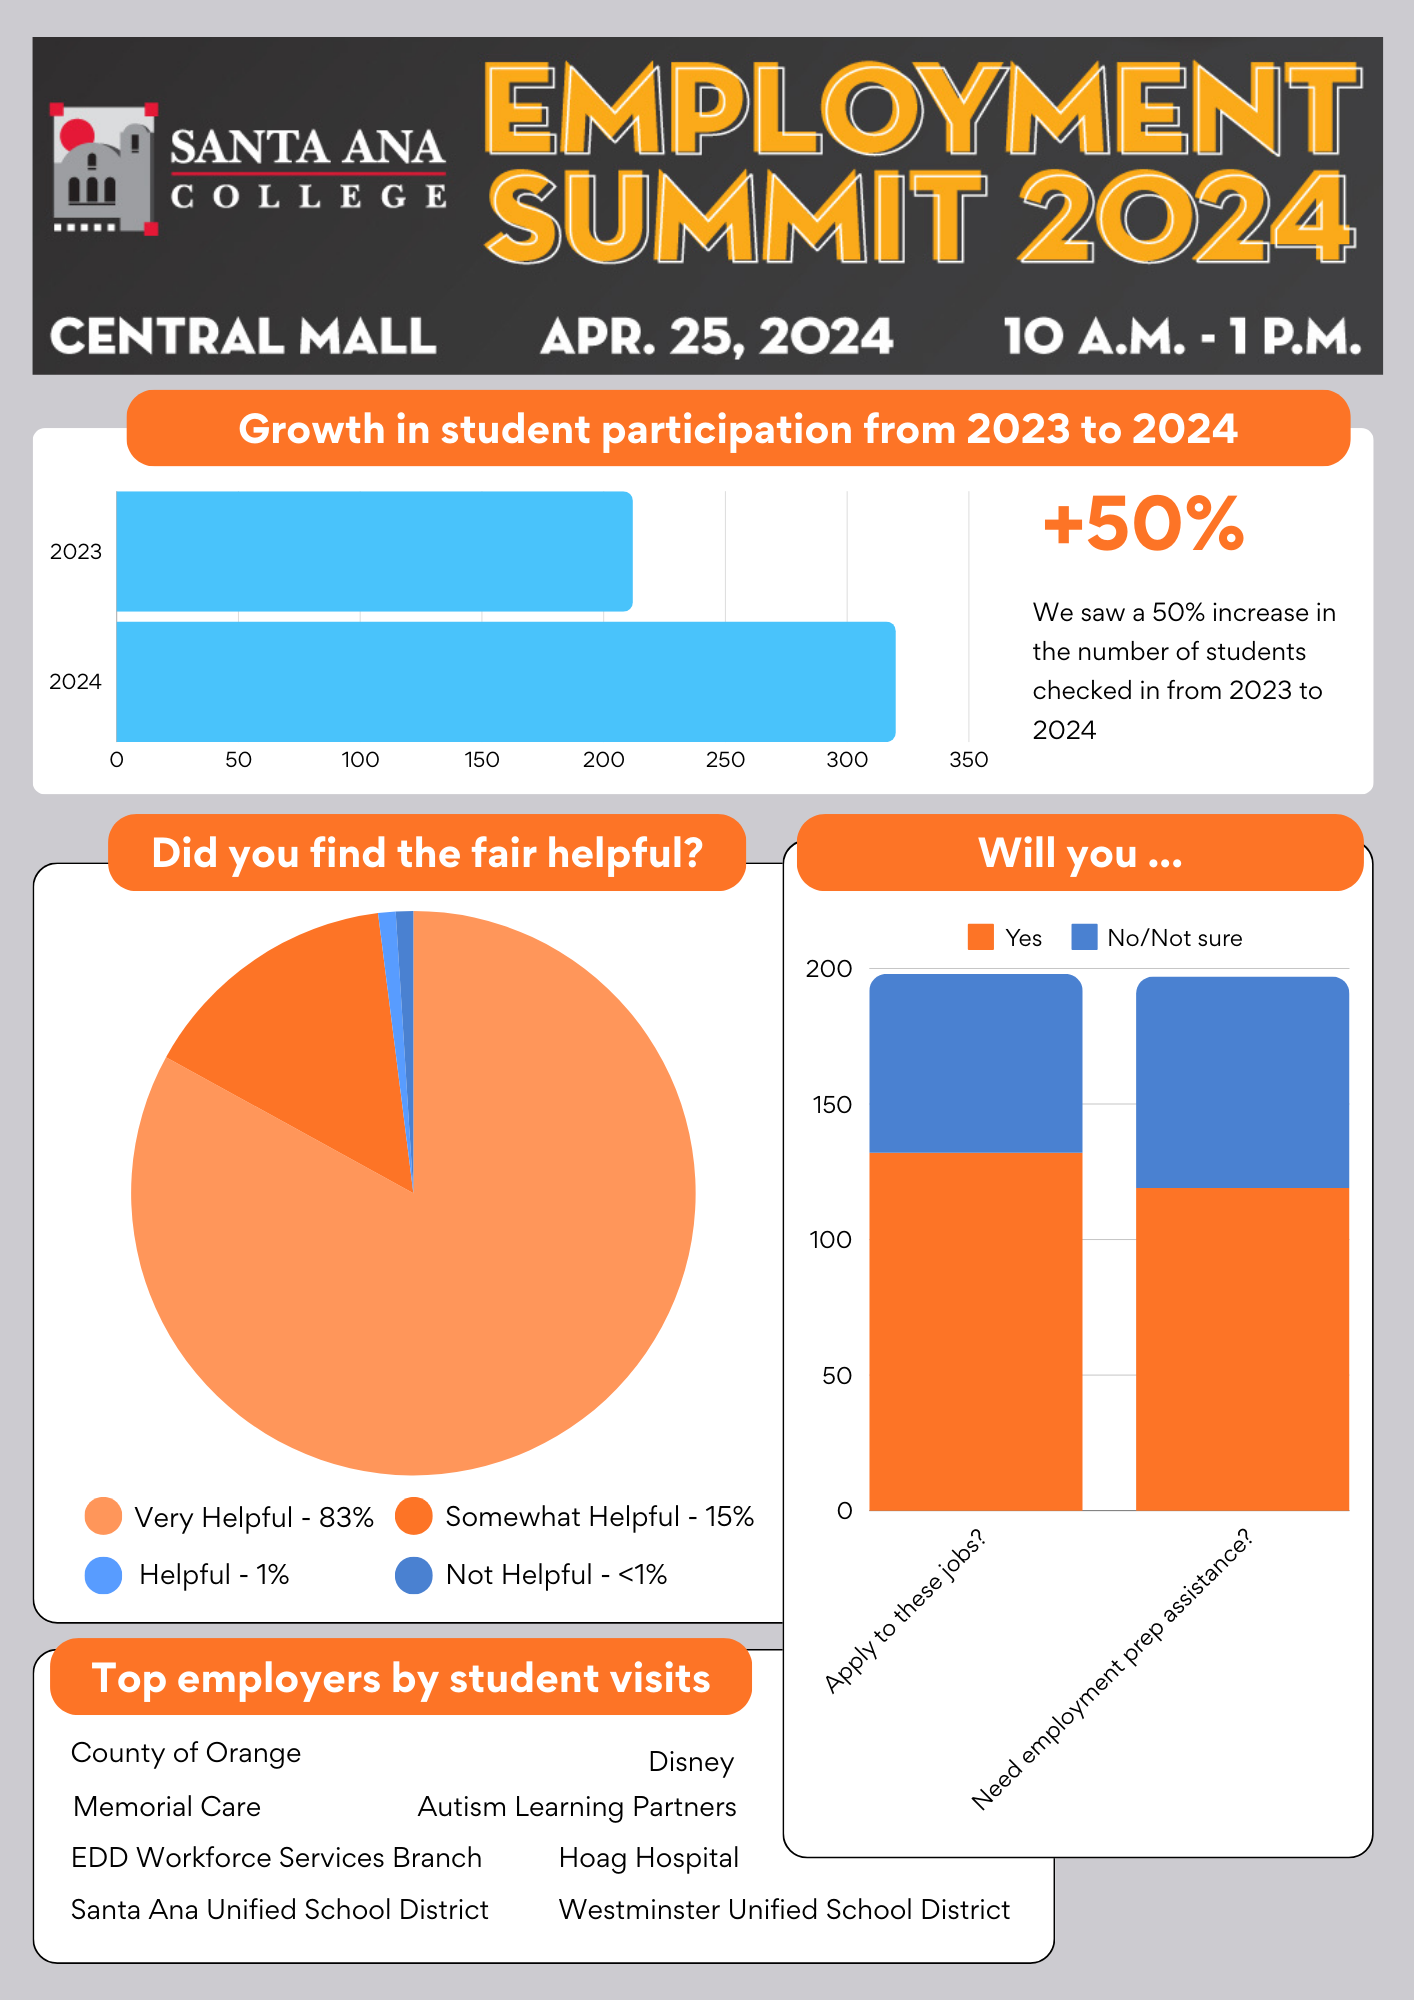 SANTA ANA
COLLEGE
EMPLOYMENT
SUMMIT 2024
CENTRAL MALL APR. 25, 2024 10 A.M. - 1 P.M.
Growth in student participation from 2023 to 2024
2023
2024
0 50 100 150 200 250 300 350
+50%
We saw a 50% increase in
the number of students
checked in from 2023 to
2024
Did you find the fair helpful?
Very Helpful - 83% Somewhat Helpful - 15%
Helpful - 1% Not Helpful - <1%
Will you ...
Yes No/Not sure
200
150
100
50
0
Apply to these jobs?
Need employment prep assistance?
Top employers by student visits
County of Orange Disney
Memorial Care Autism Learning Partners
EDD Workforce Services Branch Hoag Hospital
Santa Ana Unified School District Westminster Unified School District